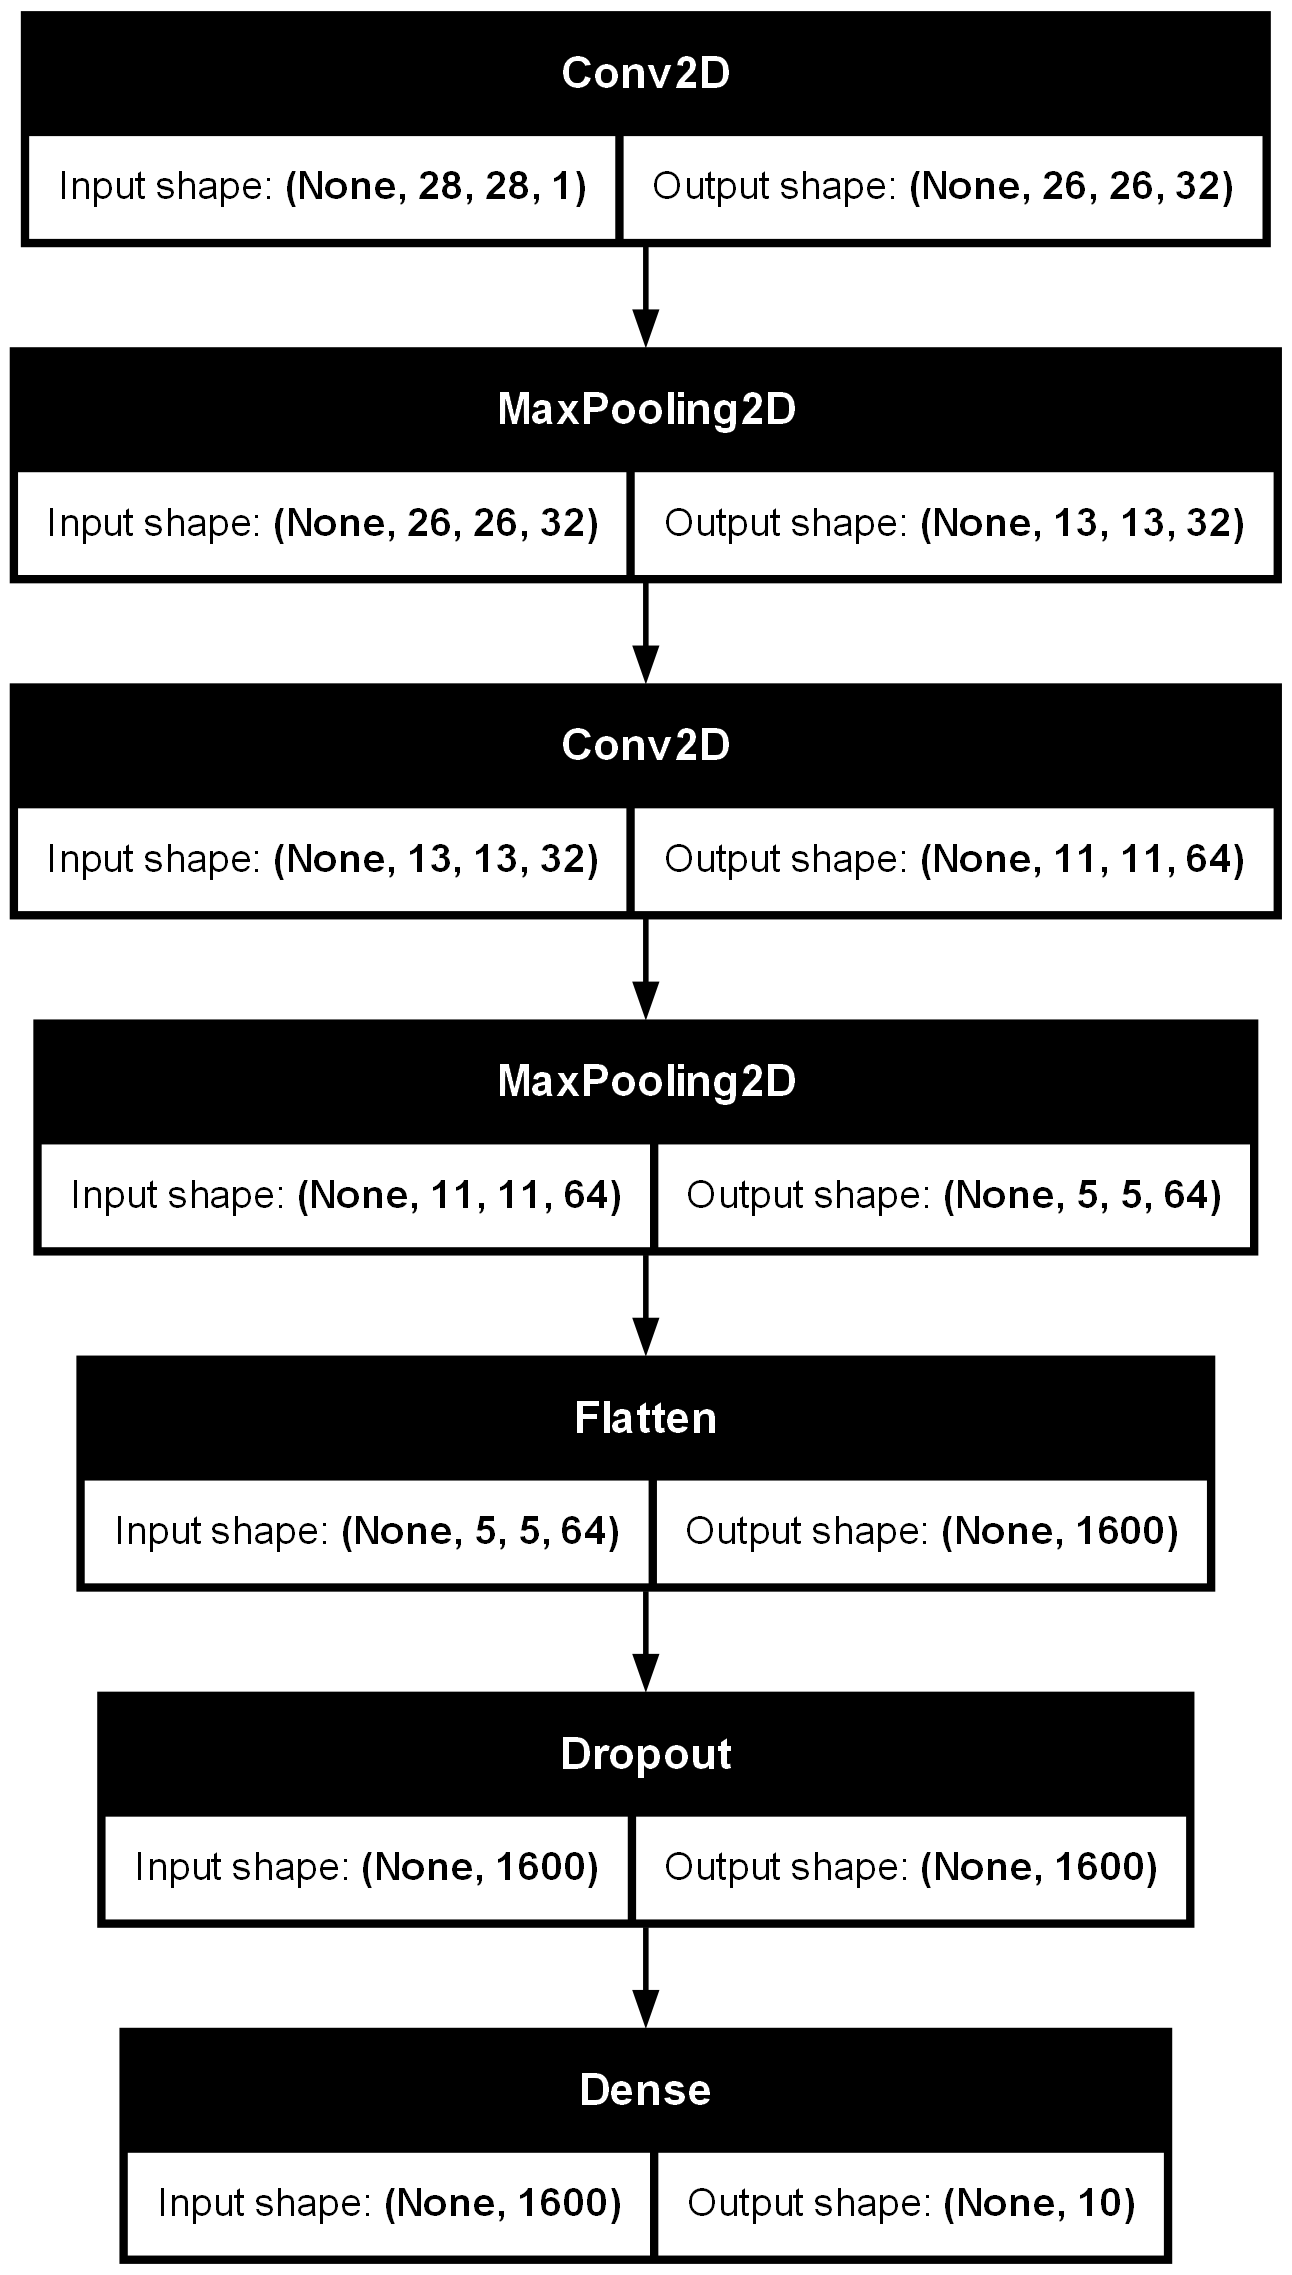 Conv2D
Input shape: (None, 28, 28, 1) Output shape: (None, 26, 26, 32)
MaxPooling2D
Input shape: (None, 26, 26, 32) Output shape: (None, 13, 13, 32)
Conv2D
Input shape: (None, 13, 13, 32) Output shape: (None, 11, 11, 64)
MaxPooling2D
Input shape: (None, 11, 11, 64) Output shape: (None, 5, 5, 64)
Flatten
Input shape: (None, 5, 5, 64) Output shape: (None, 1600)
Dropout
Input shape: (None, 1600) Output shape: (None, 1600)
Dense
Input shape: (None, 1600) Output shape: (None, 10)